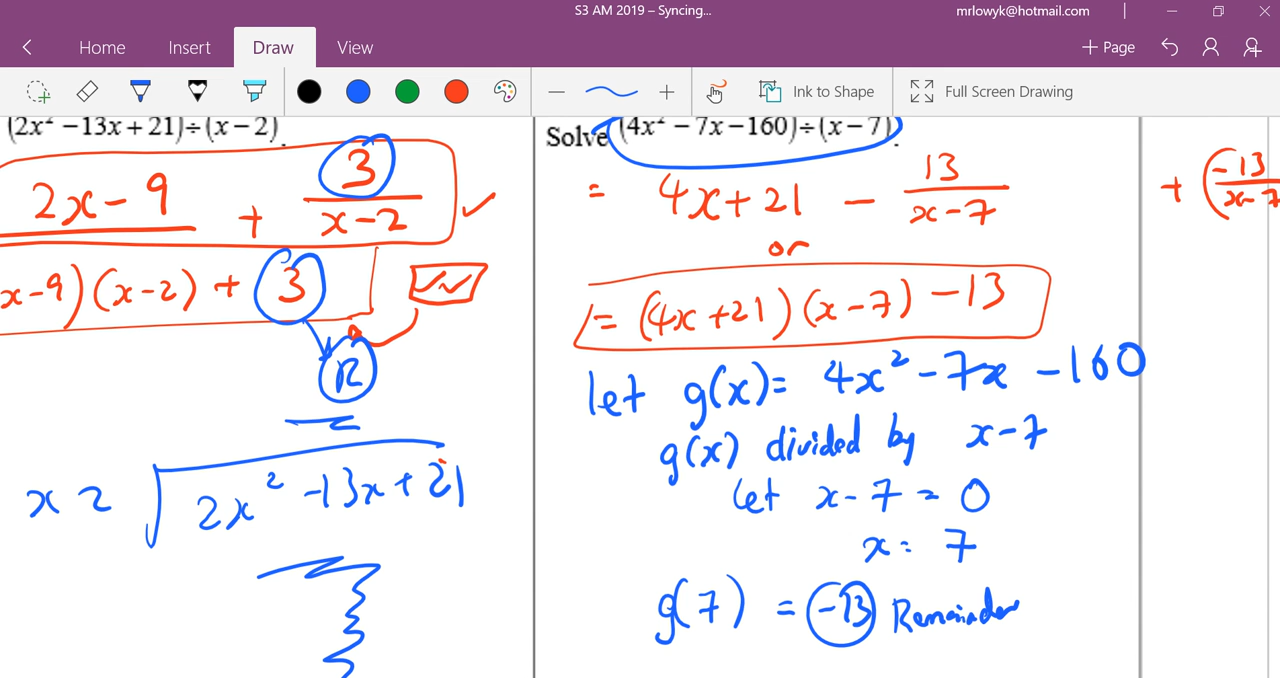 S3 AM 2019 – Syncing...
mrlowyk@hotmail.com
Home Insert Draw View
Page
Ink to Shape
Full Screen Drawing
(2x² −13x + 21) ÷ (x − 2).
2x − 9 + 3/(x − 2)
x − 9)(x − 2) + 3
R
x 2 √ 2x² − 13x + 21
Solve (4x² − 7x − 160) ÷ (x − 7).
= 4x + 21 − 13/(x − 7)
or
= (4x + 21)(x − 7) − 13
let g(x) = 4x² − 7x − 160
g(x) divided by x − 7
let x − 7 = 0
x = 7
g(7) = −13 Remainder
+ (−13/(x − 7